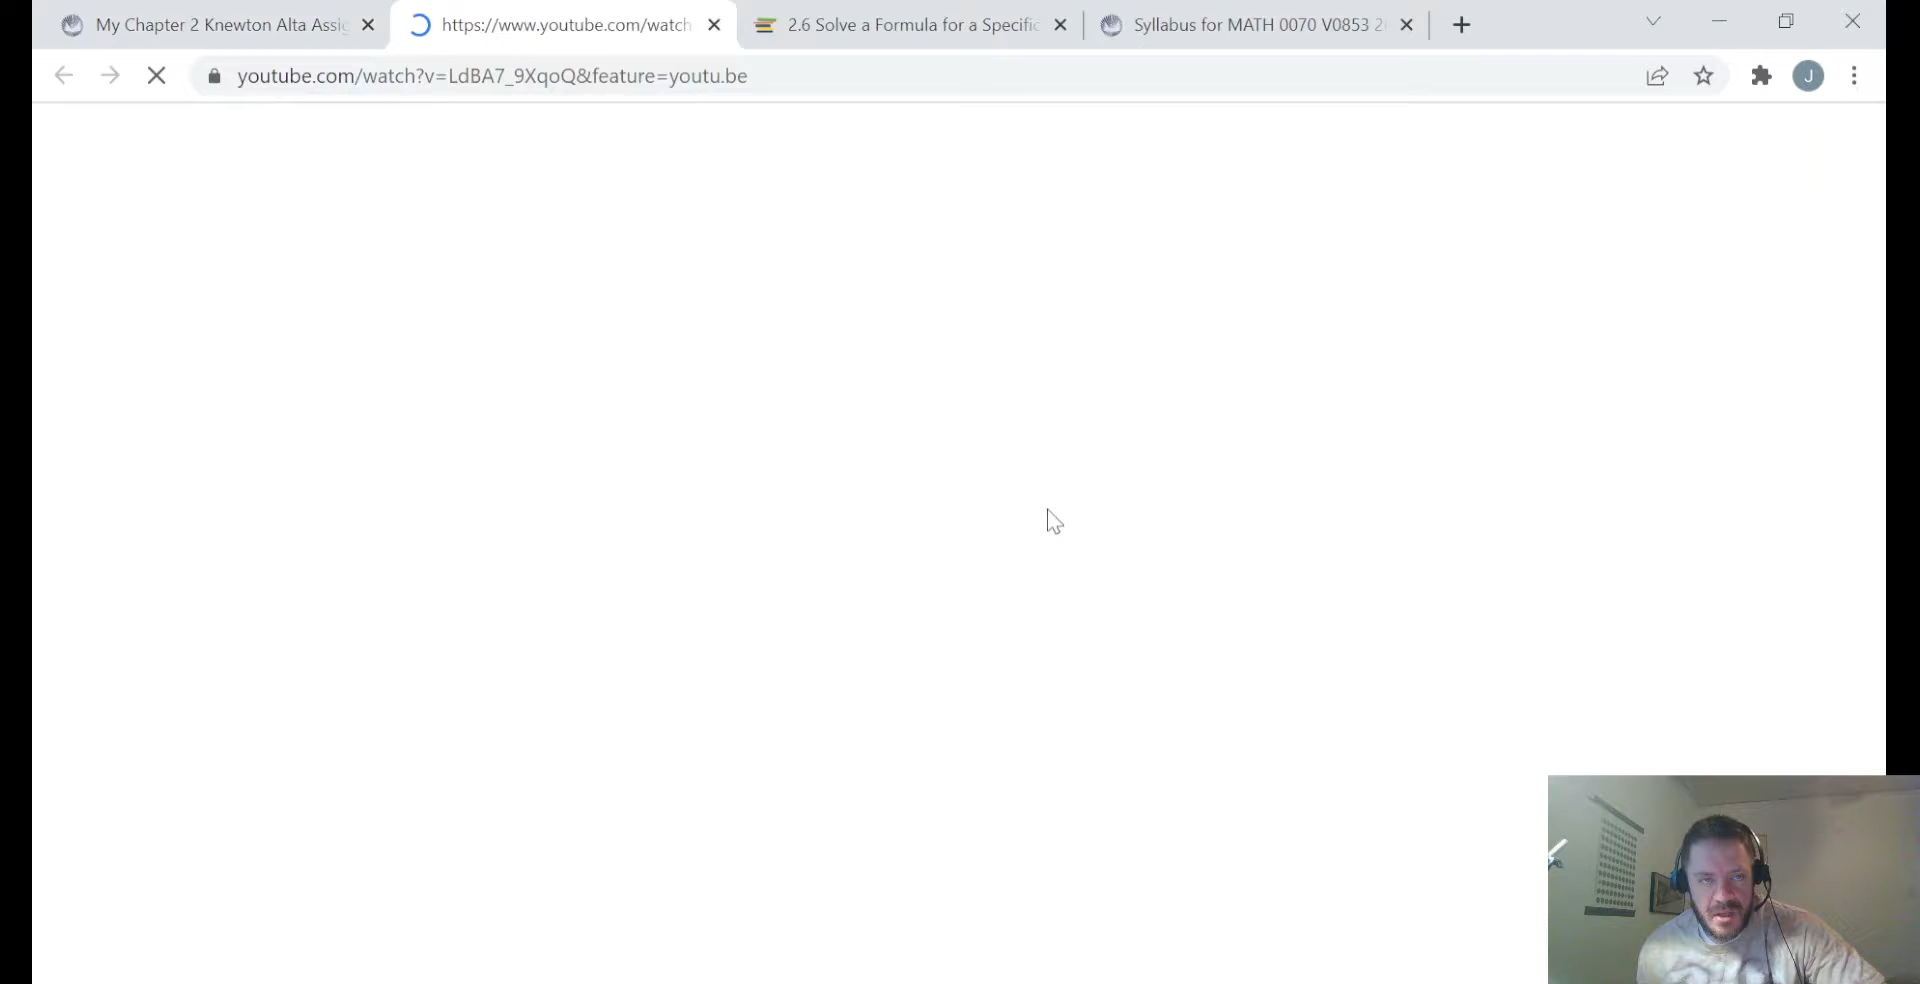 My Chapter 2 Knewton Alta Assig
https://www.youtube.com/watch
2.6 Solve a Formula for a Specific
Syllabus for MATH 0070 V0853 2
youtube.com/watch?v=LdBA7_9XqoQ&feature=youtu.be
J